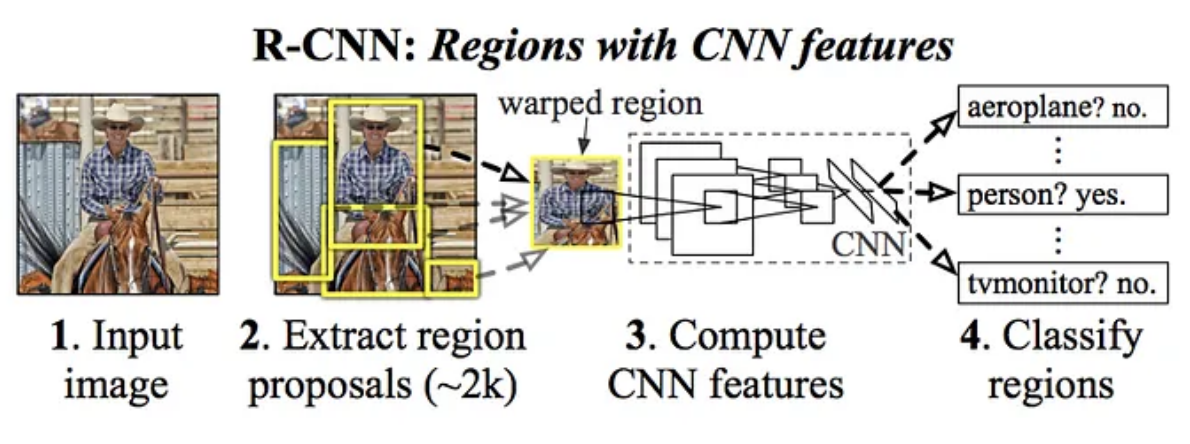 R-CNN: Regions with CNN features
warped region
aeroplane? no.
⋮
person? yes.
⋮
tvmonitor? no.
CNN
1. Input
image
2. Extract region
proposals (~2k)
3. Compute
CNN features
4. Classify
regions